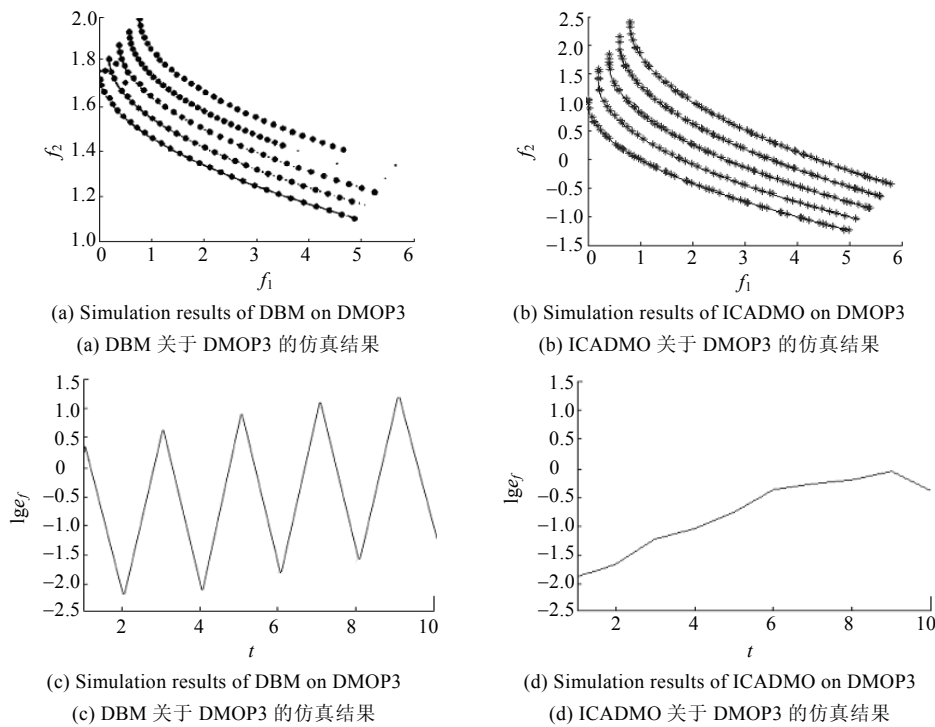 2.0
1.8
1.6
1.4
1.2
1.0
f2
0 1 2 3 4 5 6
f1
(a) Simulation results of DBM on DMOP3
(a) DBM 关于 DMOP3 的仿真结果
2.5
2.0
1.5
1.0
0.5
0
−0.5
−1.0
−1.5
f2
0 1 2 3 4 5 6
f1
(b) Simulation results of ICADMO on DMOP3
(b) ICADMO 关于 DMOP3 的仿真结果
1.5
1.0
0.5
0
−0.5
−1.0
−1.5
−2.0
−2.5
lgef
2 4 6 8 10
t
(c) Simulation results of DBM on DMOP3
(c) DBM 关于 DMOP3 的仿真结果
1.5
1.0
0.5
0
−0.5
−1.0
−1.5
−2.0
−2.5
lgef
2 4 6 8 10
t
(d) Simulation results of ICADMO on DMOP3
(d) ICADMO 关于 DMOP3 的仿真结果